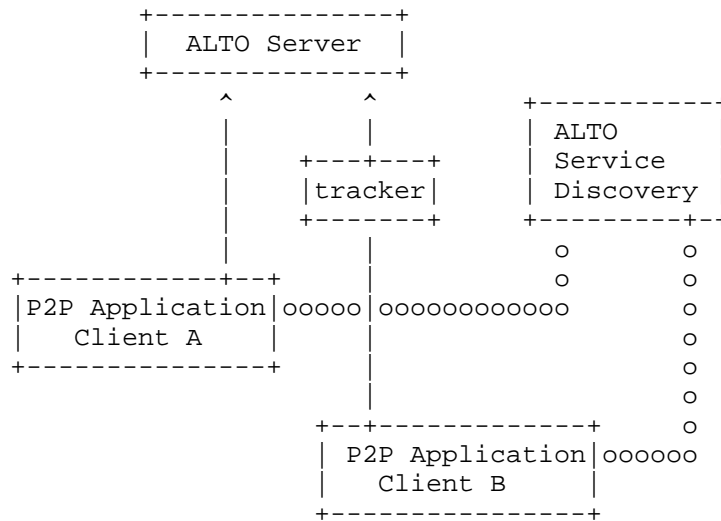 ALTO Server
ALTO
Service
tracker
Discovery
P2P Application
Client A
P2P Application
Client B